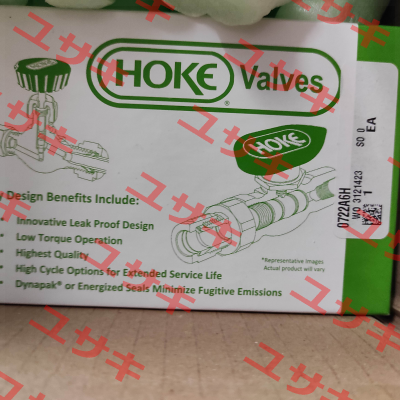 HOKE® Valves
HOKE
y Design Benefits Include:
Innovative Leak Proof Design
• Low Torque Operation
• Highest Quality
• High Cycle Options for Extended Service Life
• Dynapak® or Energized Seals Minimize Fugitive Emissions
*Representative Images
Actual product will vary
0722A6H
WO 3121423
SO 0
1
EA
ユサキ
ユサキ
ユサキ
ユサキ
ユサキ
ユサキ